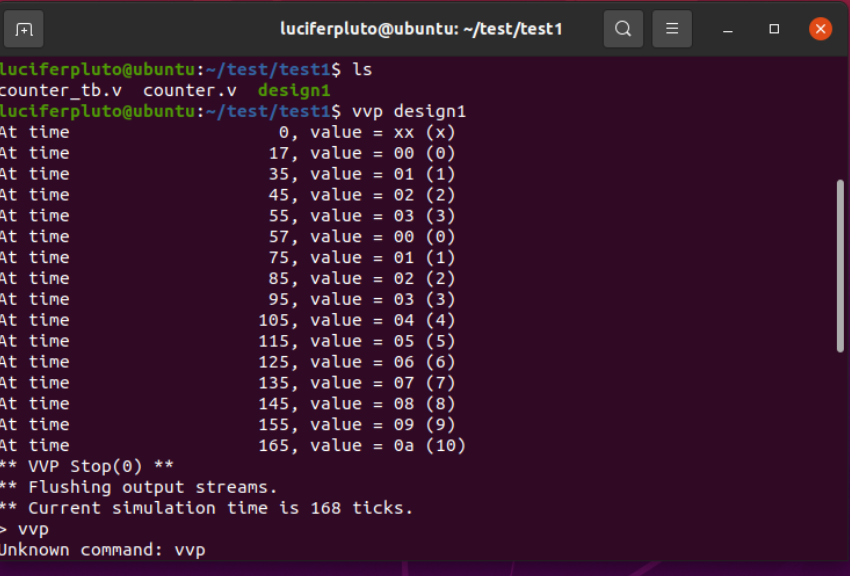 luciferpluto@ubuntu: ~/test/test1
luciferpluto@ubuntu:~/test/test1$ ls
counter_tb.v  counter.v  design1
luciferpluto@ubuntu:~/test/test1$ vvp design1
At time                    0, value = xx (x)
At time                   17, value = 00 (0)
At time                   35, value = 01 (1)
At time                   45, value = 02 (2)
At time                   55, value = 03 (3)
At time                   57, value = 00 (0)
At time                   75, value = 01 (1)
At time                   85, value = 02 (2)
At time                   95, value = 03 (3)
At time                  105, value = 04 (4)
At time                  115, value = 05 (5)
At time                  125, value = 06 (6)
At time                  135, value = 07 (7)
At time                  145, value = 08 (8)
At time                  155, value = 09 (9)
At time                  165, value = 0a (10)
** VVP Stop(0) **
** Flushing output streams.
** Current simulation time is 168 ticks.
> vvp
Unknown command: vvp